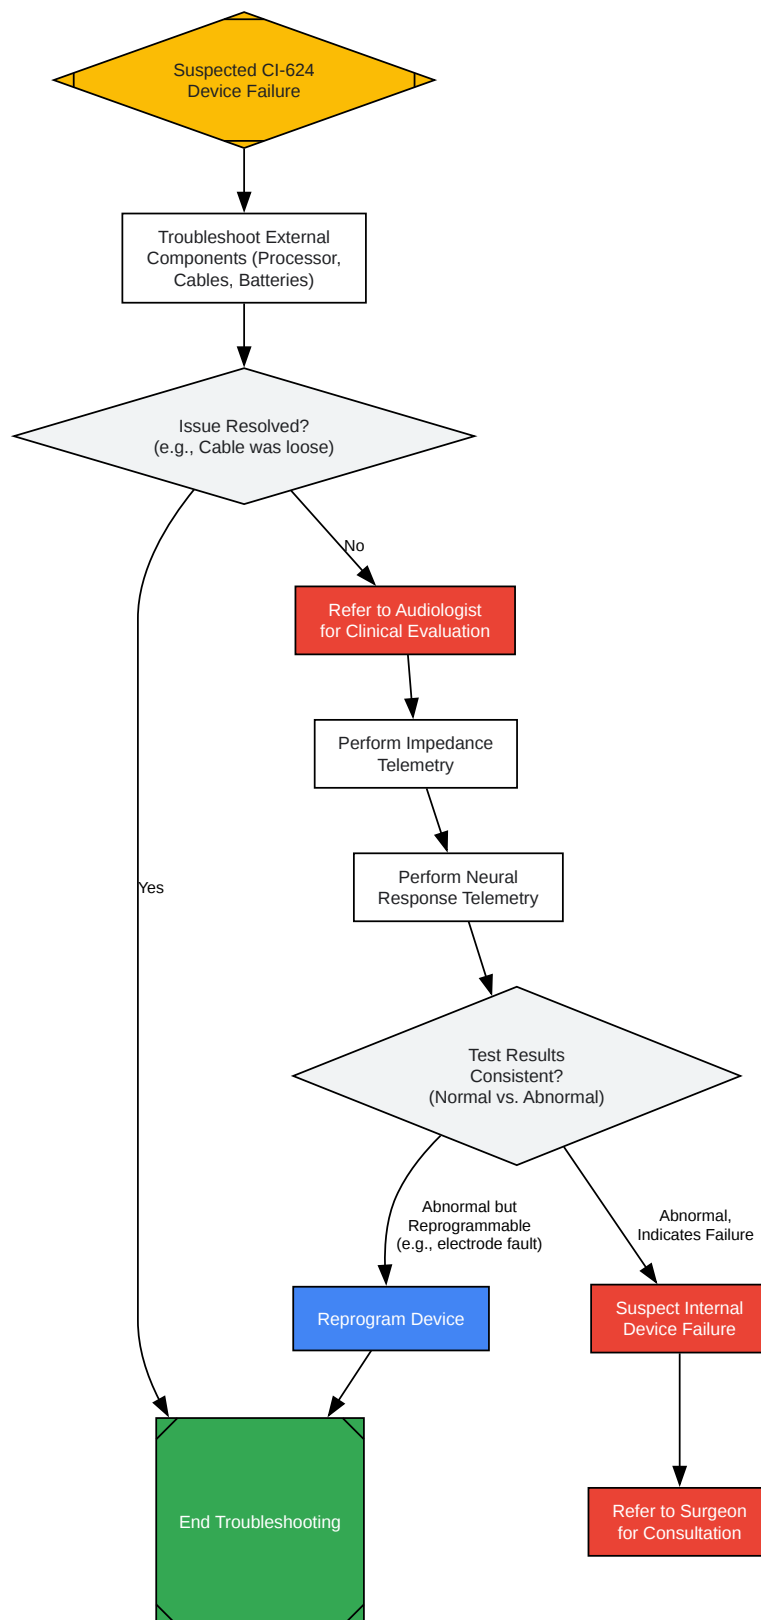 Suspected CI-624
Device Failure
Troubleshoot External
Components (Processor,
Cables, Batteries)
Issue Resolved?
(e.g., Cable was loose)
No
Refer to Audiologist
for Clinical Evaluation
Perform Impedance
Telemetry
Yes
Perform Neural
Response Telemetry
Test Results
Consistent?
(Normal vs. Abnormal)
Abnormal but
Reprogrammable
(e.g., electrode fault)
Abnormal,
Indicates Failure
Reprogram Device
Suspect Internal
Device Failure
End Troubleshooting
Refer to Surgeon
for Consultation